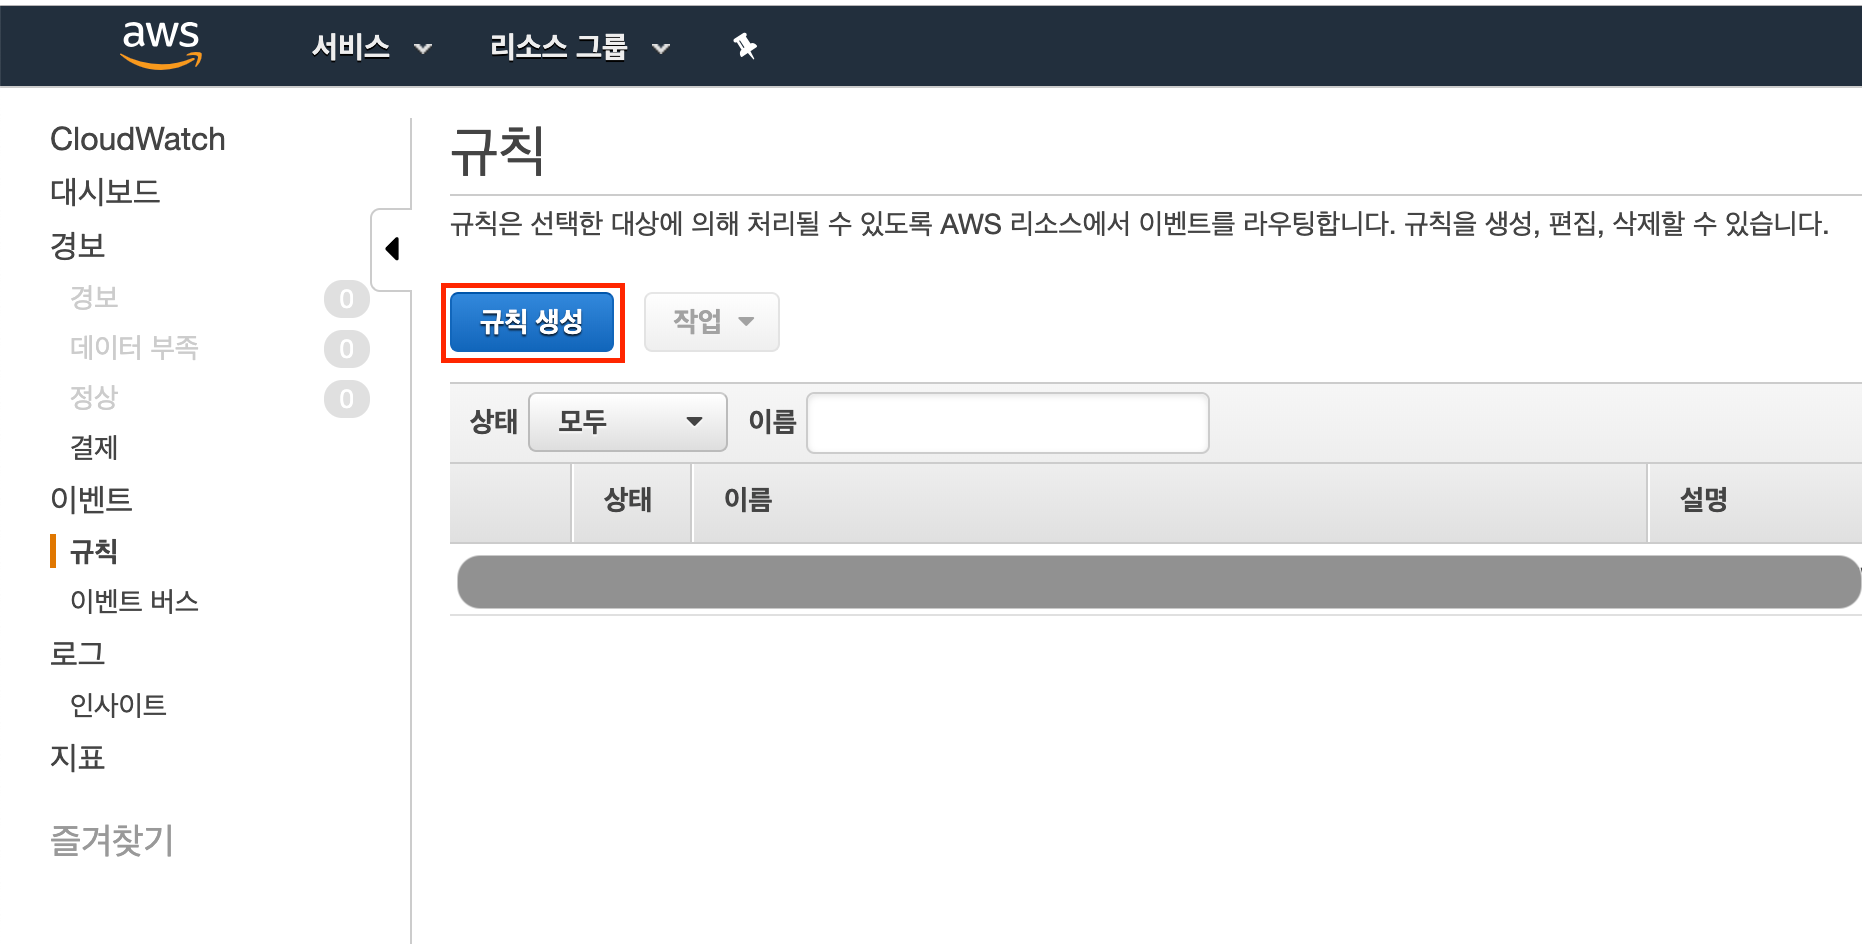 aws 서비스 리소스 그룹
CloudWatch
대시보드
경보
경보 0
데이터 부족 0
정상 0
결제
이벤트
규칙
이벤트 버스
로그
인사이트
지표
즐겨찾기
규칙
규칙은 선택한 대상에 의해 처리될 수 있도록 AWS 리소스에서 이벤트를 라우팅합니다. 규칙을 생성, 편집, 삭제할 수 있습니다.
규칙 생성 작업
상태 모두 이름
상태 이름 설명